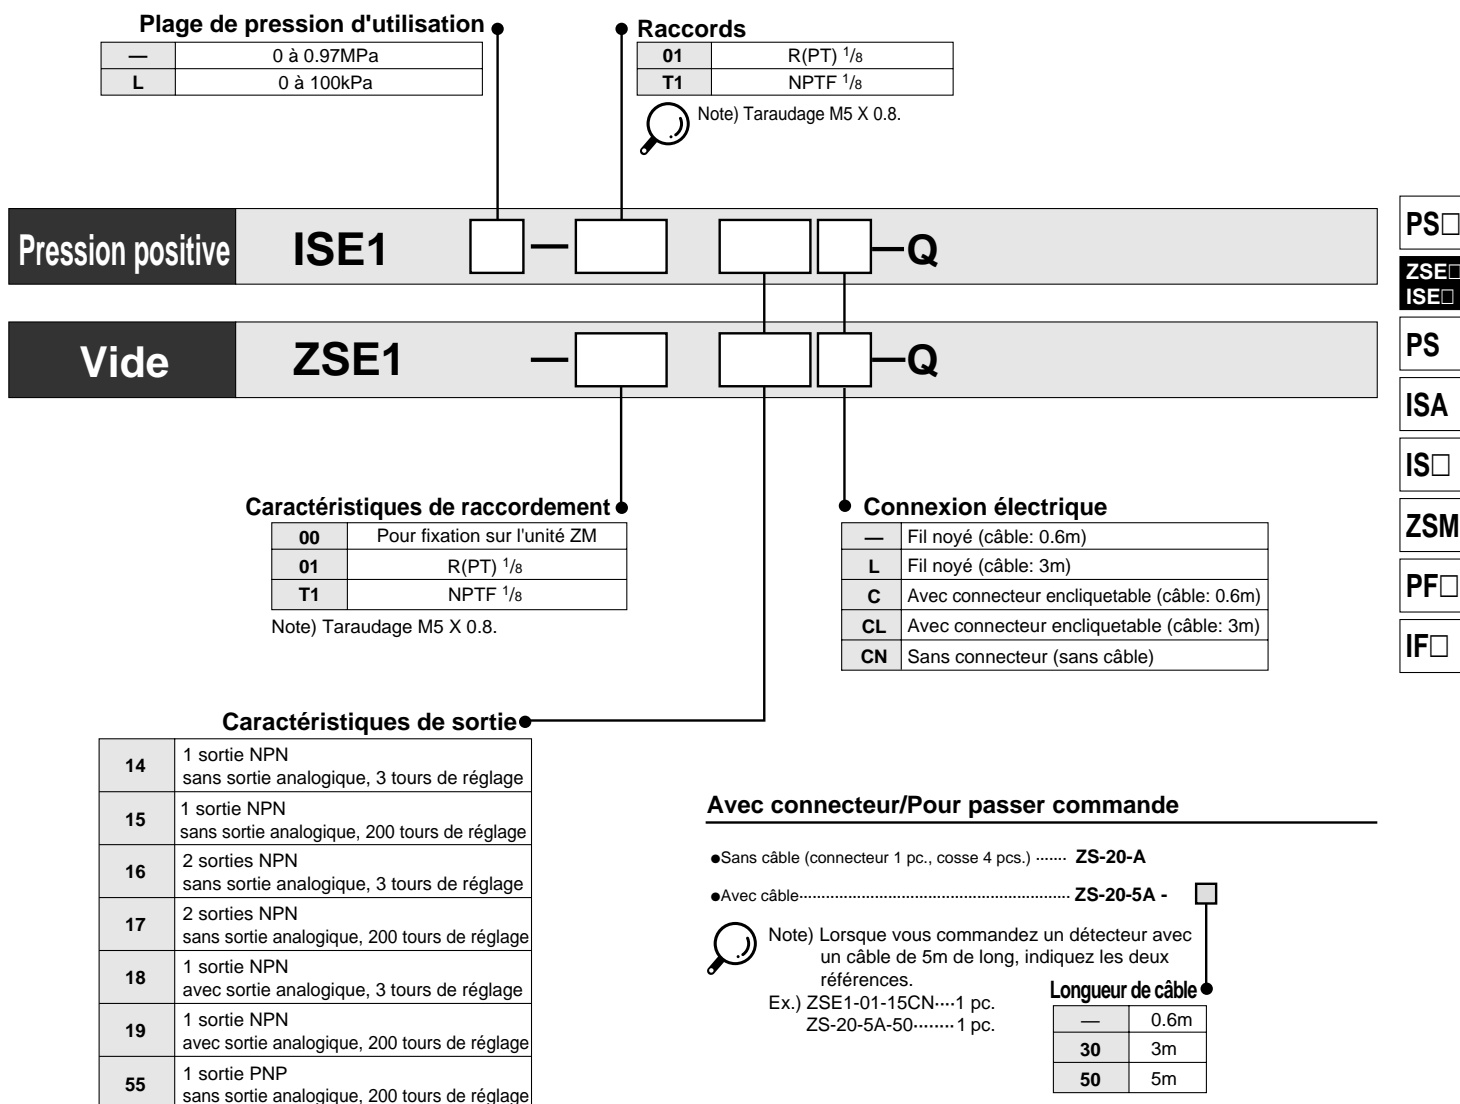 Plage de pression d'utilisation
— 0 à 0.97MPa
L 0 à 100kPa
Raccords
01 R(PT) 1/8
T1 NPTF 1/8
Note) Taraudage M5 X 0.8.
Pression positive ISE1 — —Q
Vide ZSE1 — —Q
PS□
ZSE□
ISE□
PS
ISA
IS□
ZSM
PF□
IF□
Caractéristiques de raccordement
00 Pour fixation sur l'unité ZM
01 R(PT) 1/8
T1 NPTF 1/8
Note) Taraudage M5 X 0.8.
Connexion électrique
— Fil noyé (câble: 0.6m)
L Fil noyé (câble: 3m)
C Avec connecteur encliquetable (câble: 0.6m)
CL Avec connecteur encliquetable (câble: 3m)
CN Sans connecteur (sans câble)
Caractéristiques de sortie
14 1 sortie NPN
sans sortie analogique, 3 tours de réglage
15 1 sortie NPN
sans sortie analogique, 200 tours de réglage
16 2 sorties NPN
sans sortie analogique, 3 tours de réglage
17 2 sorties NPN
sans sortie analogique, 200 tours de réglage
18 1 sortie NPN
avec sortie analogique, 3 tours de réglage
19 1 sortie NPN
avec sortie analogique, 200 tours de réglage
55 1 sortie PNP
sans sortie analogique, 200 tours de réglage
Avec connecteur/Pour passer commande
●Sans câble (connecteur 1 pc., cosse 4 pcs.) ....... ZS-20-A
●Avec câble............................................................. ZS-20-5A - □
Note) Lorsque vous commandez un détecteur avec
un câble de 5m de long, indiquez les deux
références.
Ex.) ZSE1-01-15CN····1 pc.
ZS-20-5A-50········1 pc.
Longueur de câble
— 0.6m
30 3m
50 5m